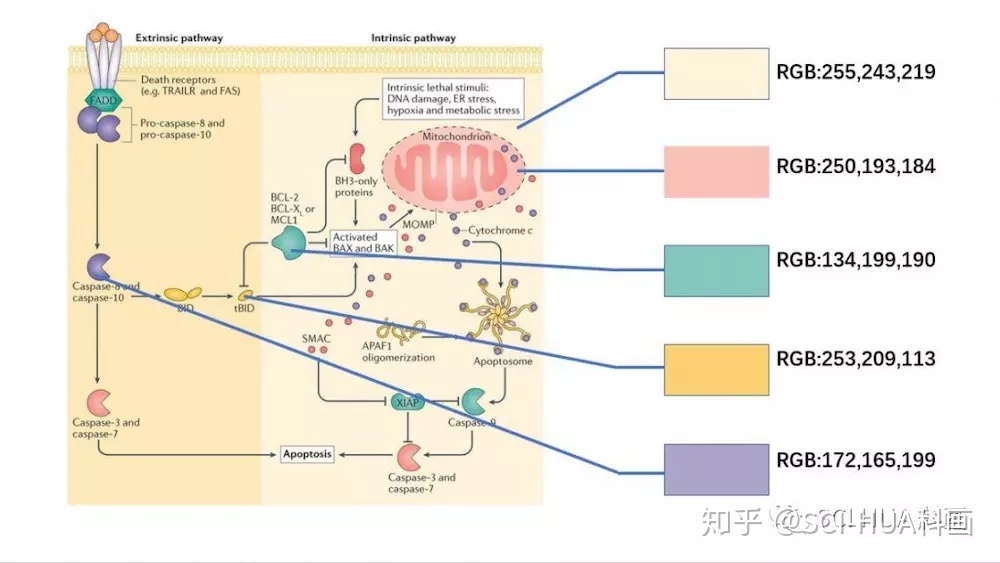 Extrinsic pathway
Intrinsic pathway
Death receptors
(e.g. TRAILR and FAS)
FADD
Pro-caspase-8 and
pro-caspase-10
Intrinsic lethal stimuli:
DNA damage, ER stress,
hypoxia and metabolic stress
Mitochondrion
BH3-only
proteins
BCL-2
BCL-XL or
MCL1
MOMP
Activated
BAX and BAK
Cytochrome c
Caspase-8 and
caspase-10
BID
tBID
SMAC
APAF1
oligomerization
Apoptosome
XIAP
Caspase-9
Caspase-3 and
caspase-7
Apoptosis
Caspase-3 and
caspase-7
RGB:255,243,219
RGB:250,193,184
RGB:134,199,190
RGB:253,209,113
RGB:172,165,199
知乎 @SCI HUA科画